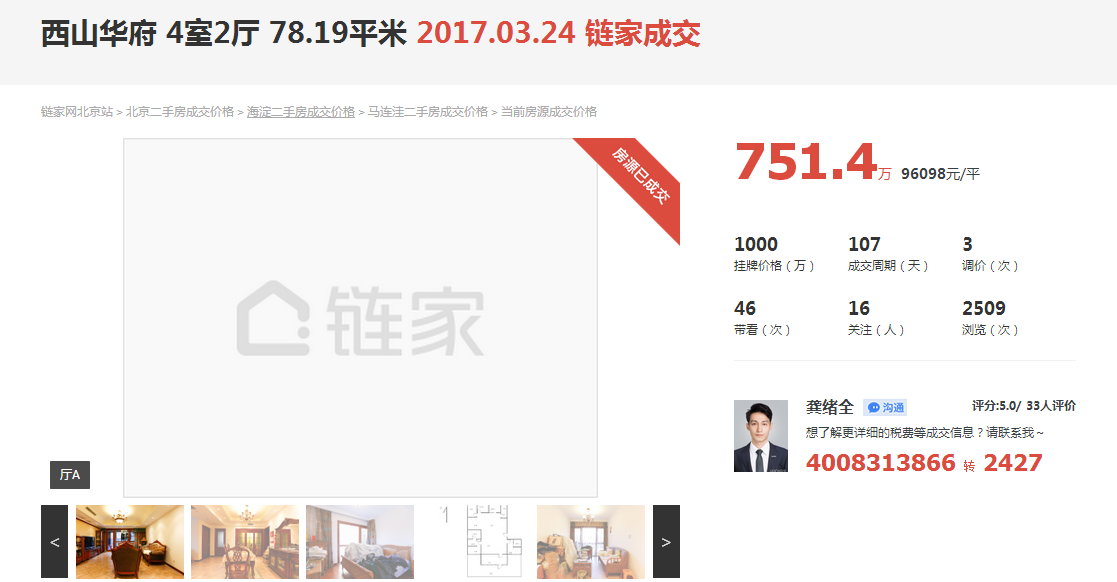 西山华府 4室2厅 78.19平米 2017.03.24 链家成交
链家网北京站 > 北京二手房成交价格 > 海淀二手房成交价格 > 马连洼二手房成交价格 > 当前房源成交价格
房源已成交
链家
厅A
<
>
751.4万 96098元/平
1000 107 3
挂牌价格（万） 成交周期（天） 调价（次）
46 16 2509
带看（次） 关注（人） 浏览（次）
龚绪全 沟通 评分:5.0/ 33人评价
想了解更详细的税费等成交信息？请联系我～
4008313866 转 2427